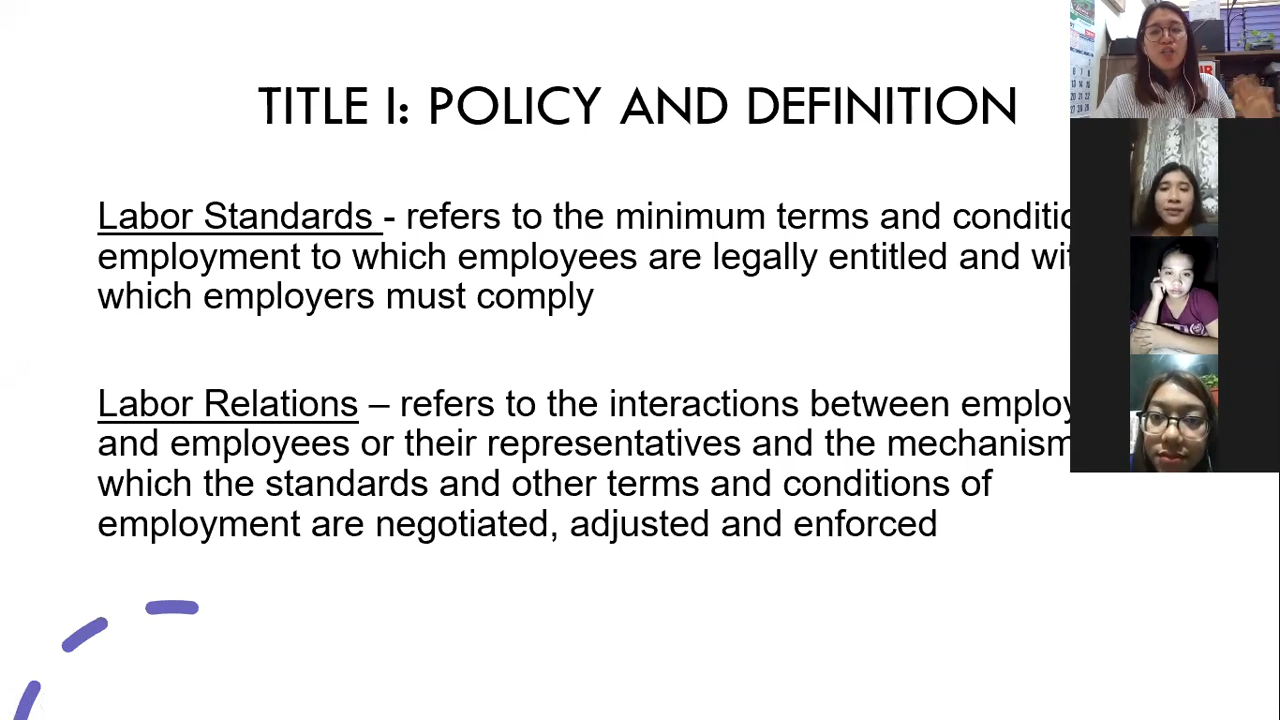 TITLE I: POLICY AND DEFINITION
Labor Standards - refers to the minimum terms and conditio
employment to which employees are legally entitled and wit
which employers must comply
Labor Relations – refers to the interactions between employ
and employees or their representatives and the mechanism
which the standards and other terms and conditions of
employment are negotiated, adjusted and enforced